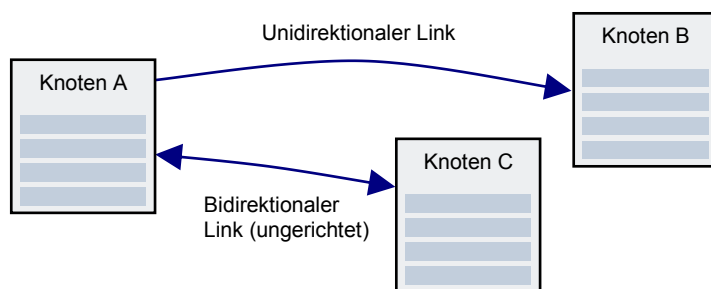 Unidirektionaler Link
Knoten B
Knoten A
Knoten C
Bidirektionaler
Link (ungerichtet)